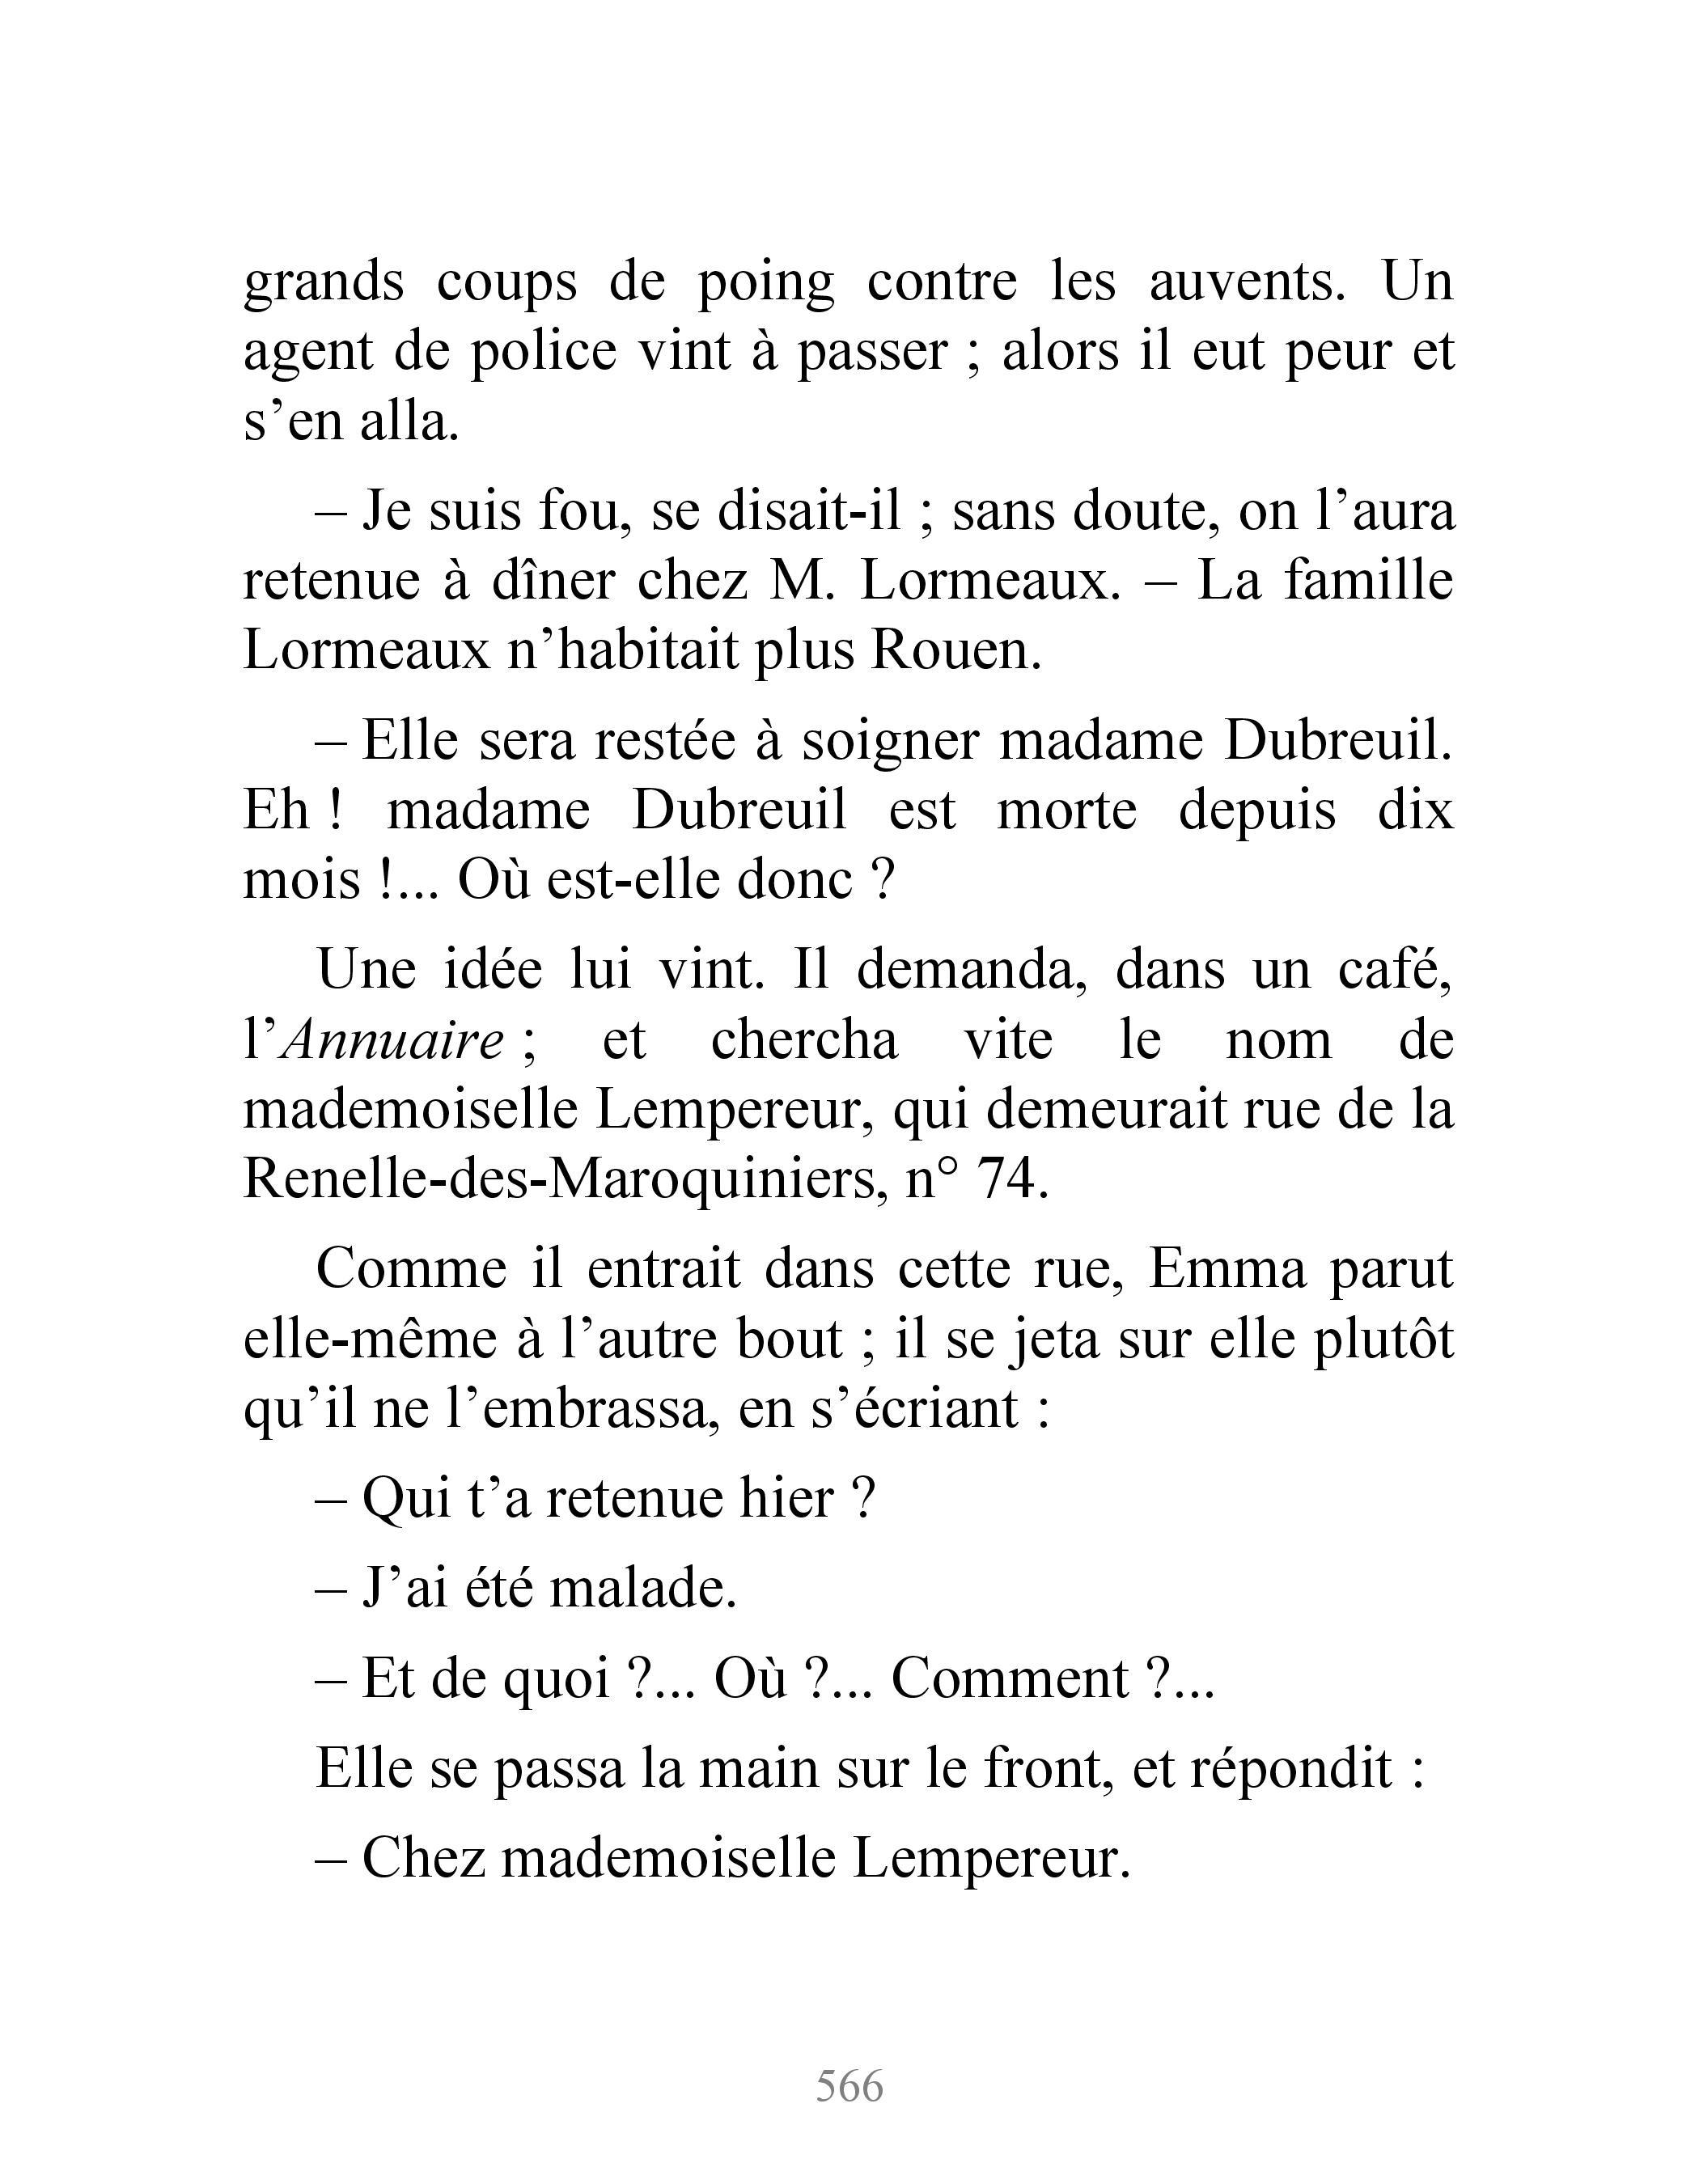 grands coups de poing contre les auvents. Un
agent de police vint à passer ; alors il eut peur et
s’en alla.
– Je suis fou, se disait-il ; sans doute, on l’aura
retenue à dîner chez M. Lormeaux. – La famille
Lormeaux n’habitait plus Rouen.
– Elle sera restée à soigner madame Dubreuil.
Eh ! madame Dubreuil est morte depuis dix
mois !... Où est-elle donc ?
Une idée lui vint. Il demanda, dans un café,
l’Annuaire ; et chercha vite le nom de
mademoiselle Lempereur, qui demeurait rue de la
Renelle-des-Maroquiniers, n° 74.
Comme il entrait dans cette rue, Emma parut
elle-même à l’autre bout ; il se jeta sur elle plutôt
qu’il ne l’embrassa, en s’écriant :
– Qui t’a retenue hier ?
– J’ai été malade.
– Et de quoi ?... Où ?... Comment ?...
Elle se passa la main sur le front, et répondit :
– Chez mademoiselle Lempereur.
566